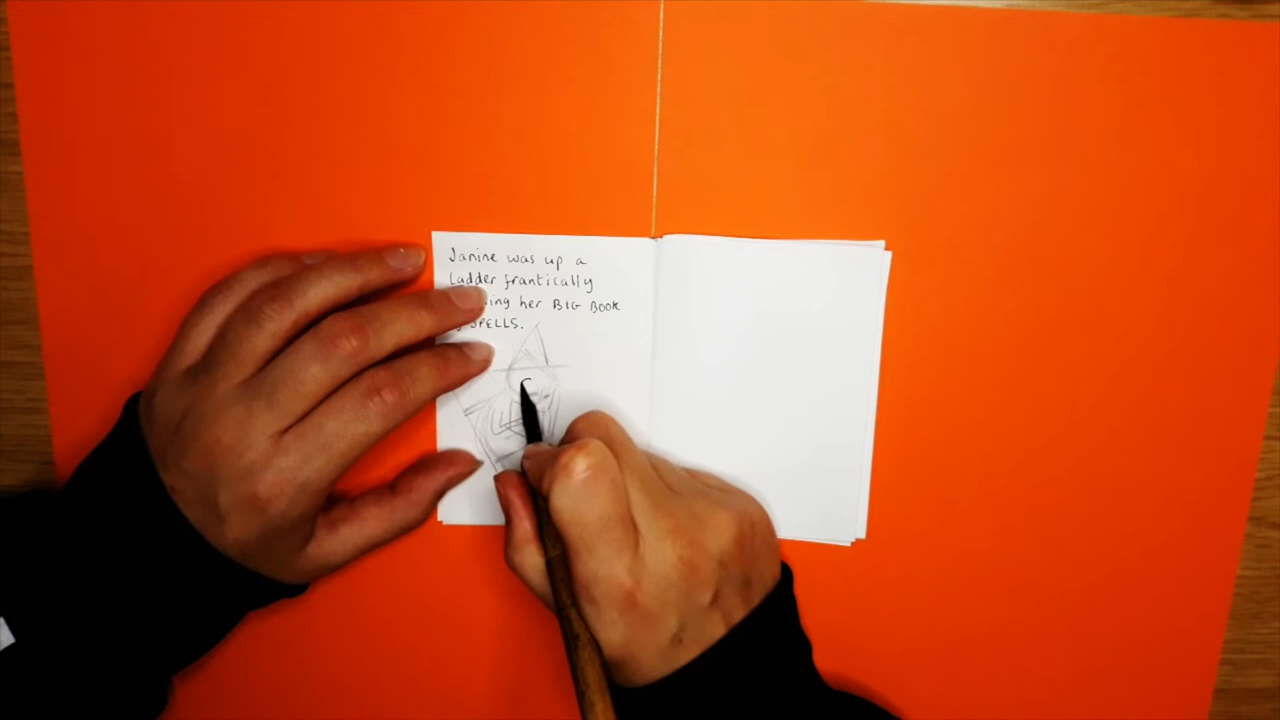 Janine was up a
Ladder frantically
her BIG BOOK
SPELLS.